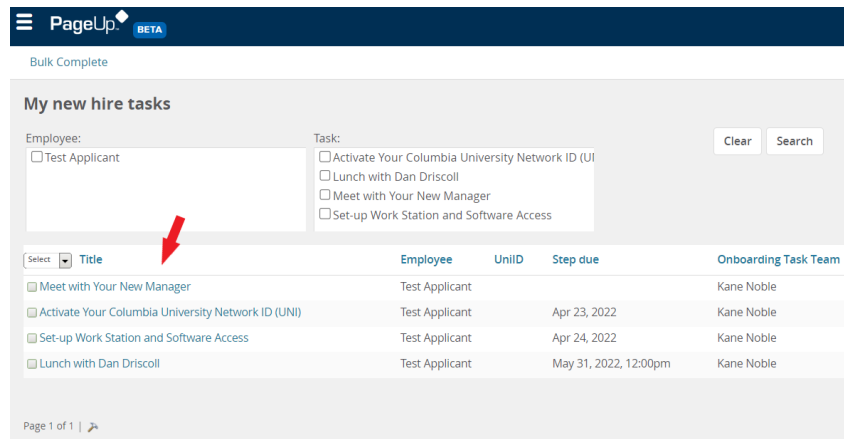 PageUp. BETA
Bulk Complete
My new hire tasks
Employee: Task:
Test Applicant
Activate Your Columbia University Network ID (UI
Lunch with Dan Driscoll
Meet with Your New Manager
Set-up Work Station and Software Access
Clear Search
Select Title Employee UniID Step due Onboarding Task Team
Meet with Your New Manager Test Applicant Kane Noble
Activate Your Columbia University Network ID (UNI) Test Applicant Apr 23, 2022 Kane Noble
Set-up Work Station and Software Access Test Applicant Apr 24, 2022 Kane Noble
Lunch with Dan Driscoll Test Applicant May 31, 2022, 12:00pm Kane Noble
Page 1 of 1 |